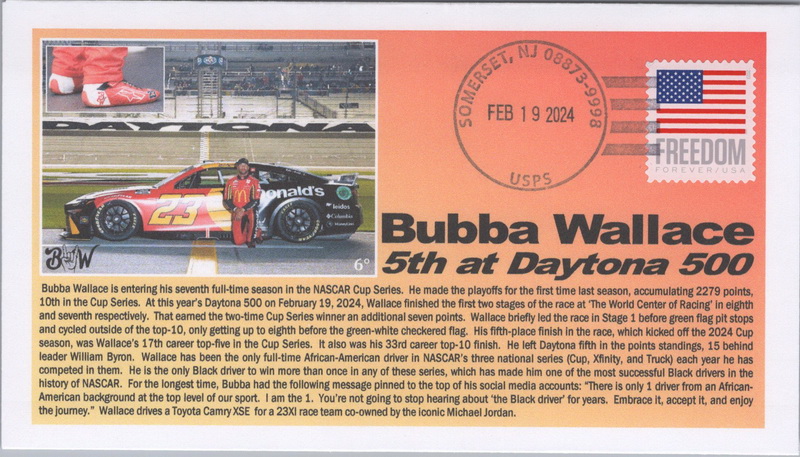 SOMERSET, NJ 08873-9998
FEB 19 2024
USPS
FREEDOM
FOREVER/USA
DAYTONA
23
McDonald's
leidos
Columbia
6°
BW
Bubba Wallace
5th at Daytona 500
Bubba Wallace is entering his seventh full-time season in the NASCAR Cup Series. He made the playoffs for the first time last season, accumulating 2279 points,
10th in the Cup Series. At this year's Daytona 500 on February 19, 2024, Wallace finished the first two stages of the race at 'The World Center of Racing' in eighth
and seventh respectively. That earned the two-time Cup Series winner an additional seven points. Wallace briefly led the race in Stage 1 before green flag pit stops
and cycled outside of the top-10, only getting up to eighth before the green-white checkered flag. His fifth-place finish in the race, which kicked off the 2024 Cup
season, was Wallace's 17th career top-five in the Cup Series. It also was his 33rd career top-10 finish. He left Daytona fifth in the points standings, 15 behind
leader William Byron. Wallace has been the only full-time African-American driver in NASCAR's three national series (Cup, Xfinity, and Truck) each year he has
competed in them. He is the only Black driver to win more than once in any of these series, which has made him one of the most successful Black drivers in the
history of NASCAR. For the longest time, Bubba had the following message pinned to the top of his social media accounts: "There is only 1 driver from an African-
American background at the top level of our sport. I am the 1. You're not going to stop hearing about 'the Black driver' for years. Embrace it, accept it, and enjoy
the journey." Wallace drives a Toyota Camry XSE for a 23XI race team co-owned by the iconic Michael Jordan.